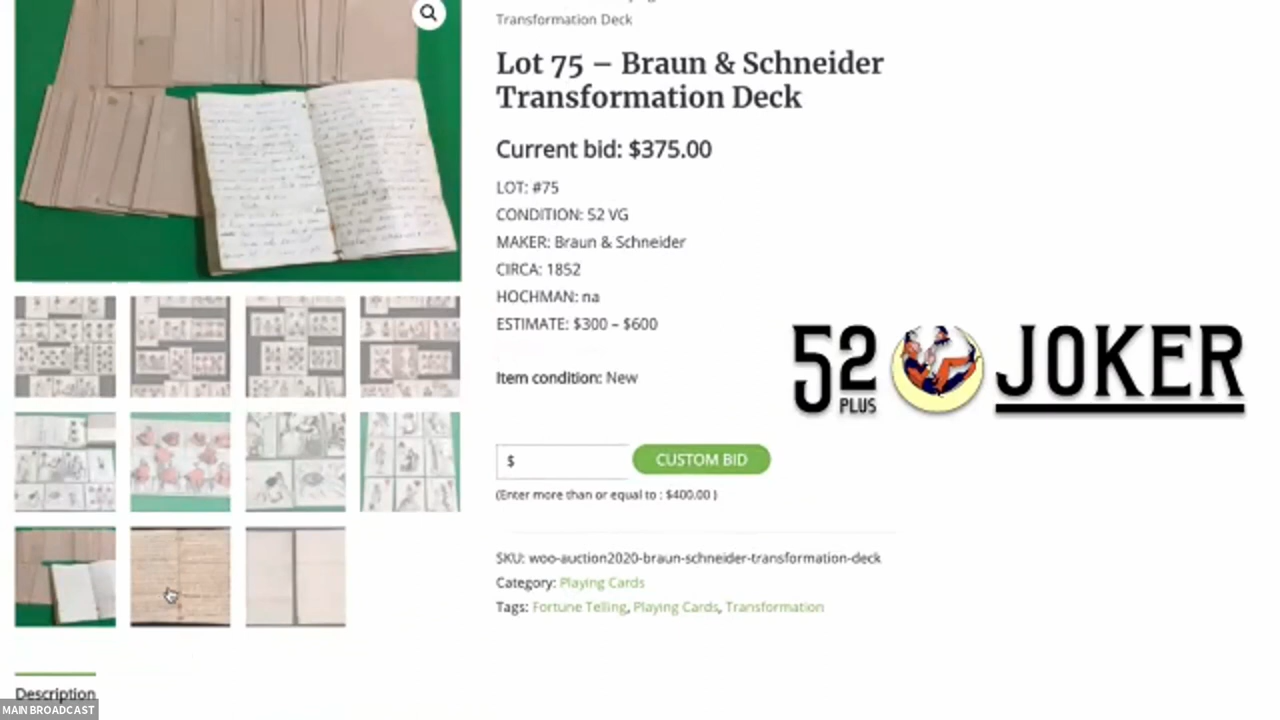 Transformation Deck
Lot 75 – Braun & Schneider
Transformation Deck
Current bid: $375.00
LOT: #75
CONDITION: 52 VG
MAKER: Braun & Schneider
CIRCA: 1852
HOCHMAN: na
ESTIMATE: $300 – $600
Item condition: New
52 PLUS JOKER
$ CUSTOM BID
(Enter more than or equal to : $400.00 )
SKU: woo-auction2020-braun-schneider-transformation-deck
Category: Playing Cards
Tags: Fortune Telling, Playing Cards, Transformation
Description
MAIN BROADCAST